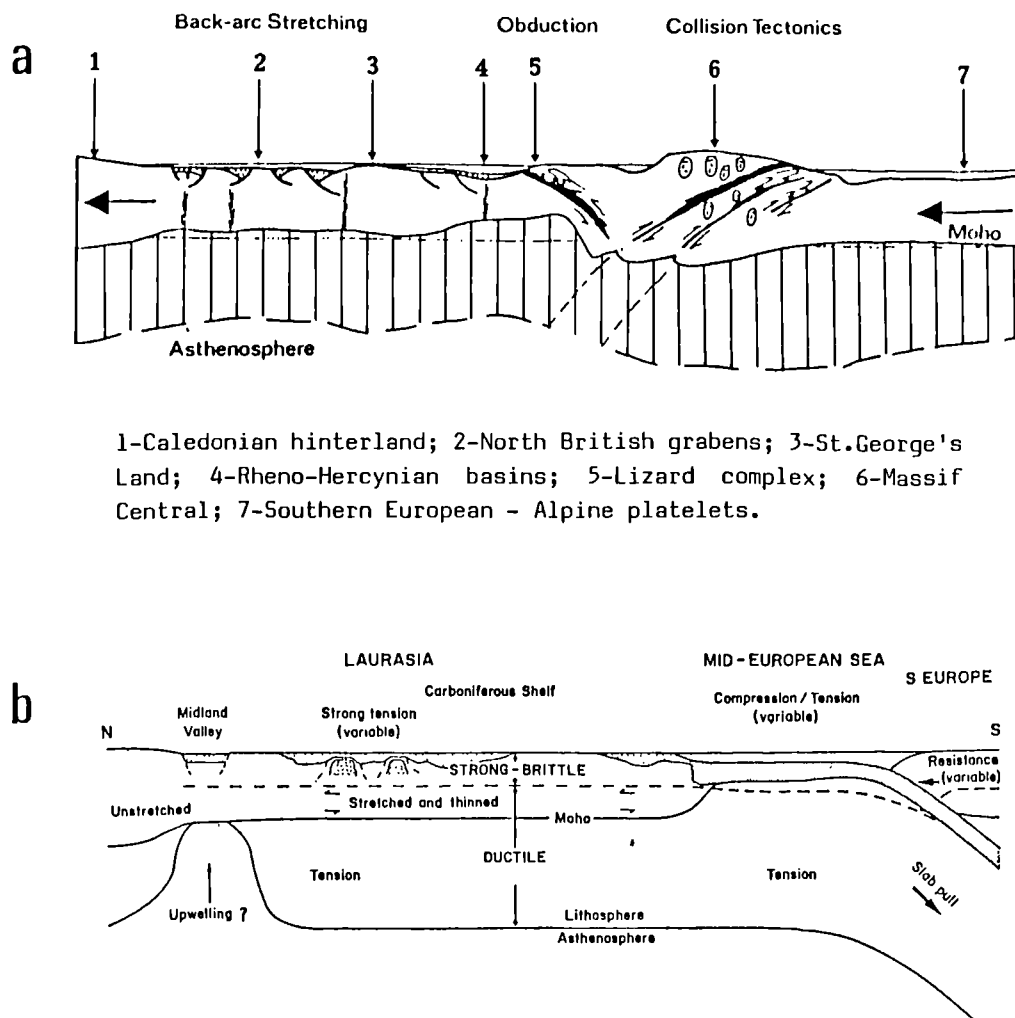 a
Back-arc Stretching Obduction Collision Tectonics
1 2 3 4 5 6 7
Moho
Asthenosphere
1-Caledonian hinterland; 2-North British grabens; 3-St.George's
Land; 4-Rheno-Hercynian basins; 5-Lizard complex; 6-Massif
Central; 7-Southern European - Alpine platelets.
b
LAURASIA MID-EUROPEAN SEA
S EUROPE
Carboniferous Shelf
N
Midland
Valley
Strong tension
(variable)
Compression / Tension
(variable)
S
STRONG-BRITTLE
Resistance
(variable)
Unstretched
Stretched and thinned
Moho
DUCTILE
Tension
Tension
Slab pull
Upwelling ?
Lithosphere
Asthenosphere